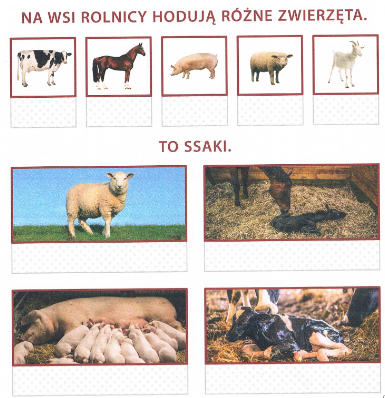 NA WSI ROLNICY HODUJĄ RÓŻNE ZWIERZĘTA.
TO SSAKI.